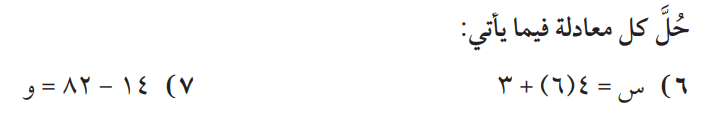 حُلَّ كل معادلة فيما يأتي:
٦) س = ٤(٦) + ٣
٧) ١٤ – ٨٢ = و